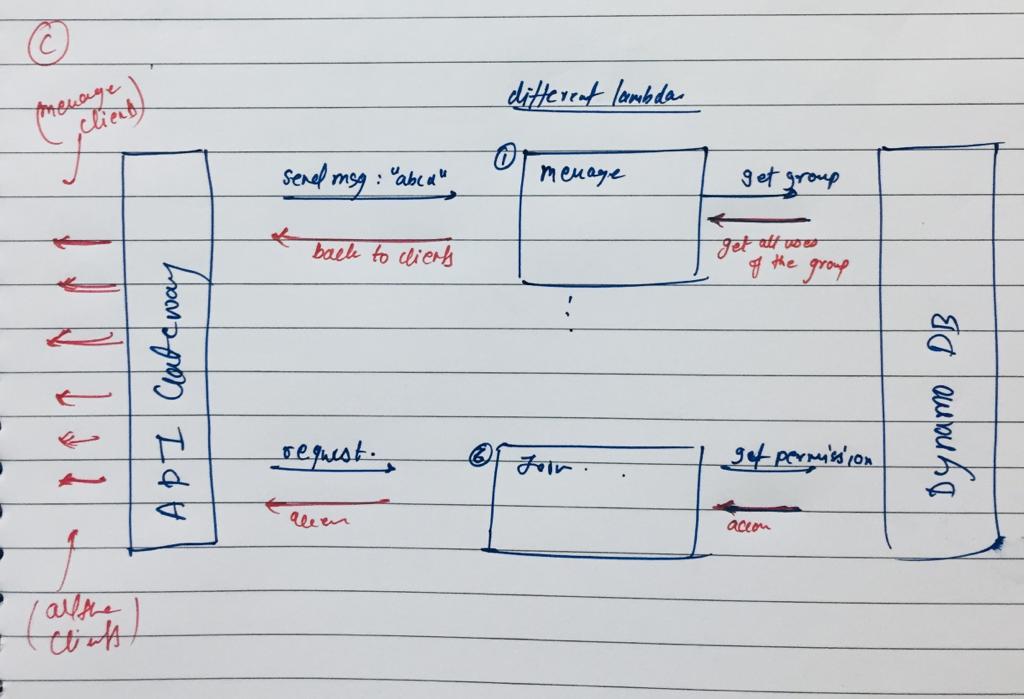 C
(message
clients)
different lambdas
API Gateway
send msg : "abcd"
back to clients
1
message
get group
get all users
of the group
Dynamo DB
request.
access
6
Join
get permission
access
(all the
clients)